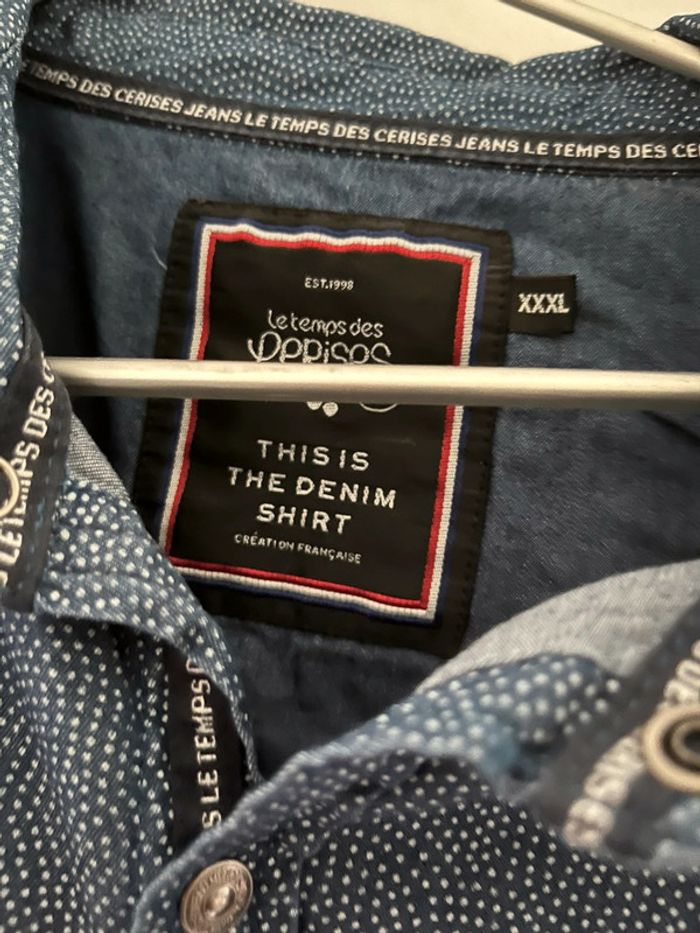 TEMPS DES CERISES JEANS LE TEMPS DES CERISES JEANS LE TEMPS DES CE
EST.1998
XXXL
Le temps des
cerises
THIS IS
THE DENIM
SHIRT
CRÉATION FRANÇAISE
LE TEMPS DES C
S LE TEMPS